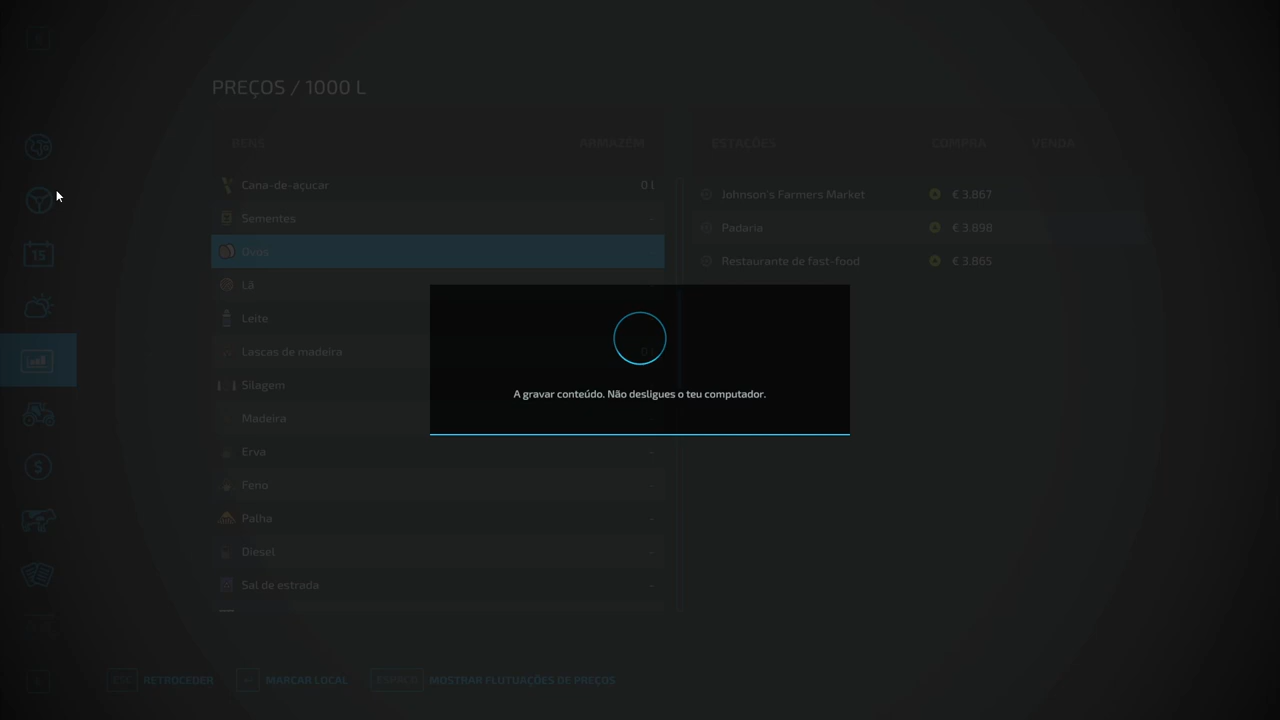 PREÇOS / 1000 L
BENS ARMAZÉM
ESTAÇÕES COMPRA VENDA
Cana-de-açucar 0 l
Sementes -
Ovos
Lã
Leite -
Lascas de madeira
Silagem -
Madeira
Erva -
Feno -
Palha -
Diesel -
Sal de estrada -
Johnson's Farmers Market € 3.867
Padaria € 3.898
Restaurante de fast-food € 3.865
15
$
A gravar conteúdo. Não desligues o teu computador.
ESC RETROCEDER
MARCAR LOCAL
ESPAÇO MOSTRAR FLUTUAÇÕES DE PREÇOS